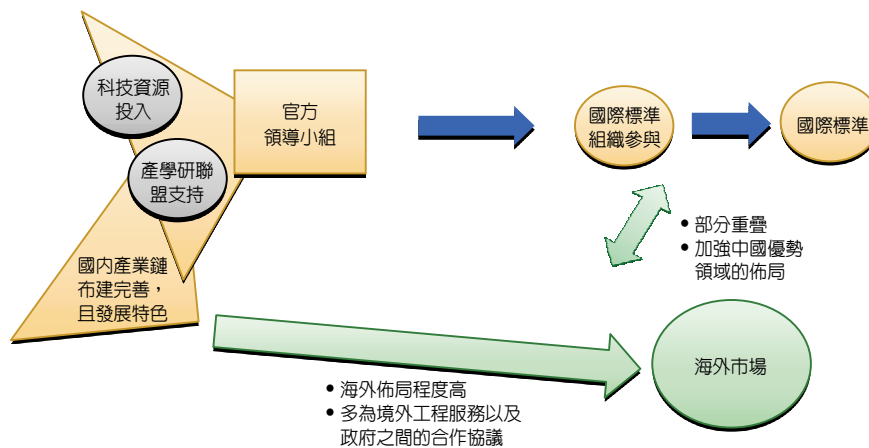 科技資源
投入
官方
領導小組
產學研聯
盟支持
國內產業鏈
布建完善，
且發展特色
國際標準
組織參與
國際標準
• 部分重疊
• 加強中國優勢
領域的佈局
海外市場
• 海外佈局程度高
• 多為境外工程服務以及
政府之間的合作協議